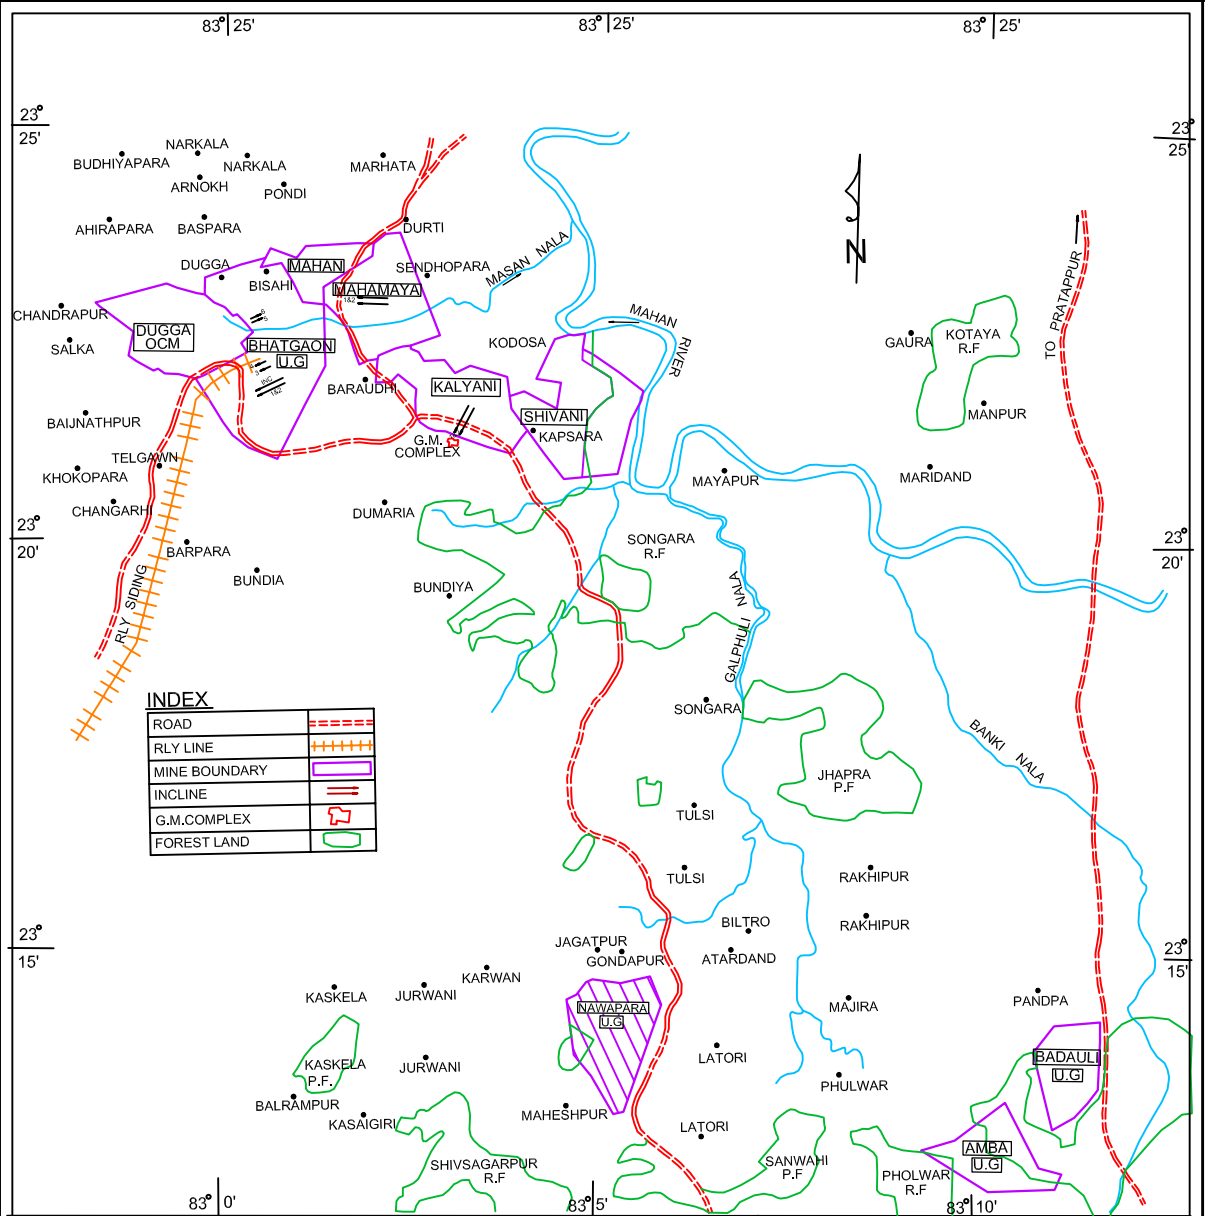 83° 25'
83° 25'
83° 25'
23°
25'
23°
25'
NARKALA
BUDHIYAPARA
NARKALA
MARHATA
ARNOKH
PONDI
AHIRAPARA
BASPARA
DURTI
N
MASAN NALA
TO PRATAPPUR
DUGGA
MAHAN
SENDHOPARA
BISAHI
MAHAMAYA
1&2
CHANDRAPUR
DUGGA
OCM
MAHAN
RIVER
KODOSA
GAURA
KOTAYA
R.F
SALKA
BHATGAON
U.G
INC
1&2
BARAUDHI
KALYANI
MANPUR
BAIJNATHPUR
SHIVANI
KAPSARA
G.M.
COMPLEX
TELGAWN
KHOKOPARA
MAYAPUR
MARIDAND
CHANGARHI
DUMARIA
23°
20'
23°
20'
BARPARA
SONGARA
R.F
BUNDIA
BUNDIYA
RLY SIDING
GALPHULI NALA
SONGARA
BANKI NALA
INDEX
ROAD
RLY LINE
MINE BOUNDARY
INCLINE
G.M.COMPLEX
FOREST LAND
JHAPRA
P.F
TULSI
TULSI
RAKHIPUR
RAKHIPUR
BILTRO
23°
15'
23°
15'
JAGATPUR
GONDAPUR
ATARDAND
KARWAN
KASKELA
JURWANI
MAJIRA
PANDPA
NAWAPARA
U.G
LATORI
BADAULI
U.G
KASKELA
P.F.
JURWANI
PHULWAR
BALRAMPUR
MAHESHPUR
KASAIGIRI
LATORI
SHIVSAGARPUR
R.F
SANWAHI
P.F
AMBA
U.G
PHOLWAR
R.F
83° 0'
83° 5'
83° 10'